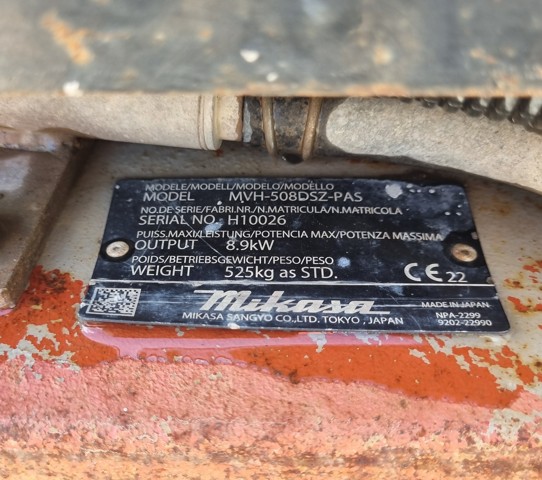 MODELE/MODELL/MODELO/MODELLO
MODEL MVH-508DSZ-PAS
NO.DE SERIE/FABRI.NR./N.MATRICULA/N.MATRICOLA
SERIAL NO. H10026
PUISS.MAXI/LEISTUNG/POTENCIA MAX/POTENZA MASSIMA
OUTPUT 8.9kW
POIDS/BETRIEBSGEWICHT/PESO/PESO
WEIGHT 525kg as STD.
CE 22
Mikasa
MIKASA SANGYO CO.,LTD. TOKYO , JAPAN
MADE IN JAPAN
NPA-2299
9202-22990